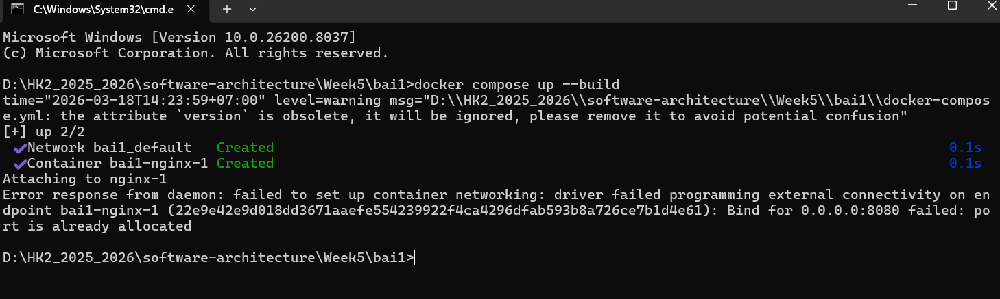 C:\Windows\System32\cmd.e
Microsoft Windows [Version 10.0.26200.8037]
(c) Microsoft Corporation. All rights reserved.
D:\HK2_2025_2026\software-architecture\Week5\bai1>docker compose up --build
time="2026-03-18T14:23:59+07:00" level=warning msg="D:\\HK2_2025_2026\\software-architecture\\Week5\\bai1\\docker-compos
e.yml: the attribute `version` is obsolete, it will be ignored, please remove it to avoid potential confusion"
[+] up 2/2
✔Network bai1_default Created 0.1s
✔Container bai1-nginx-1 Created 0.1s
Attaching to nginx-1
Error response from daemon: failed to set up container networking: driver failed programming external connectivity on en
dpoint bai1-nginx-1 (22e9e42e9d018dd3671aaefe554239922f4ca4296dfab593b8a726ce7b1d4e61): Bind for 0.0.0.0:8080 failed: po
rt is already allocated
D:\HK2_2025_2026\software-architecture\Week5\bai1>